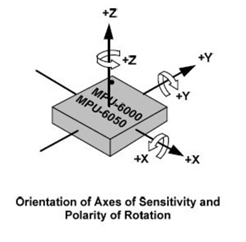 +Z
+Z
+Y
+Y
MPU-6000
MPU-6050
+X
+X
Orientation of Axes of Sensitivity and
Polarity of Rotation